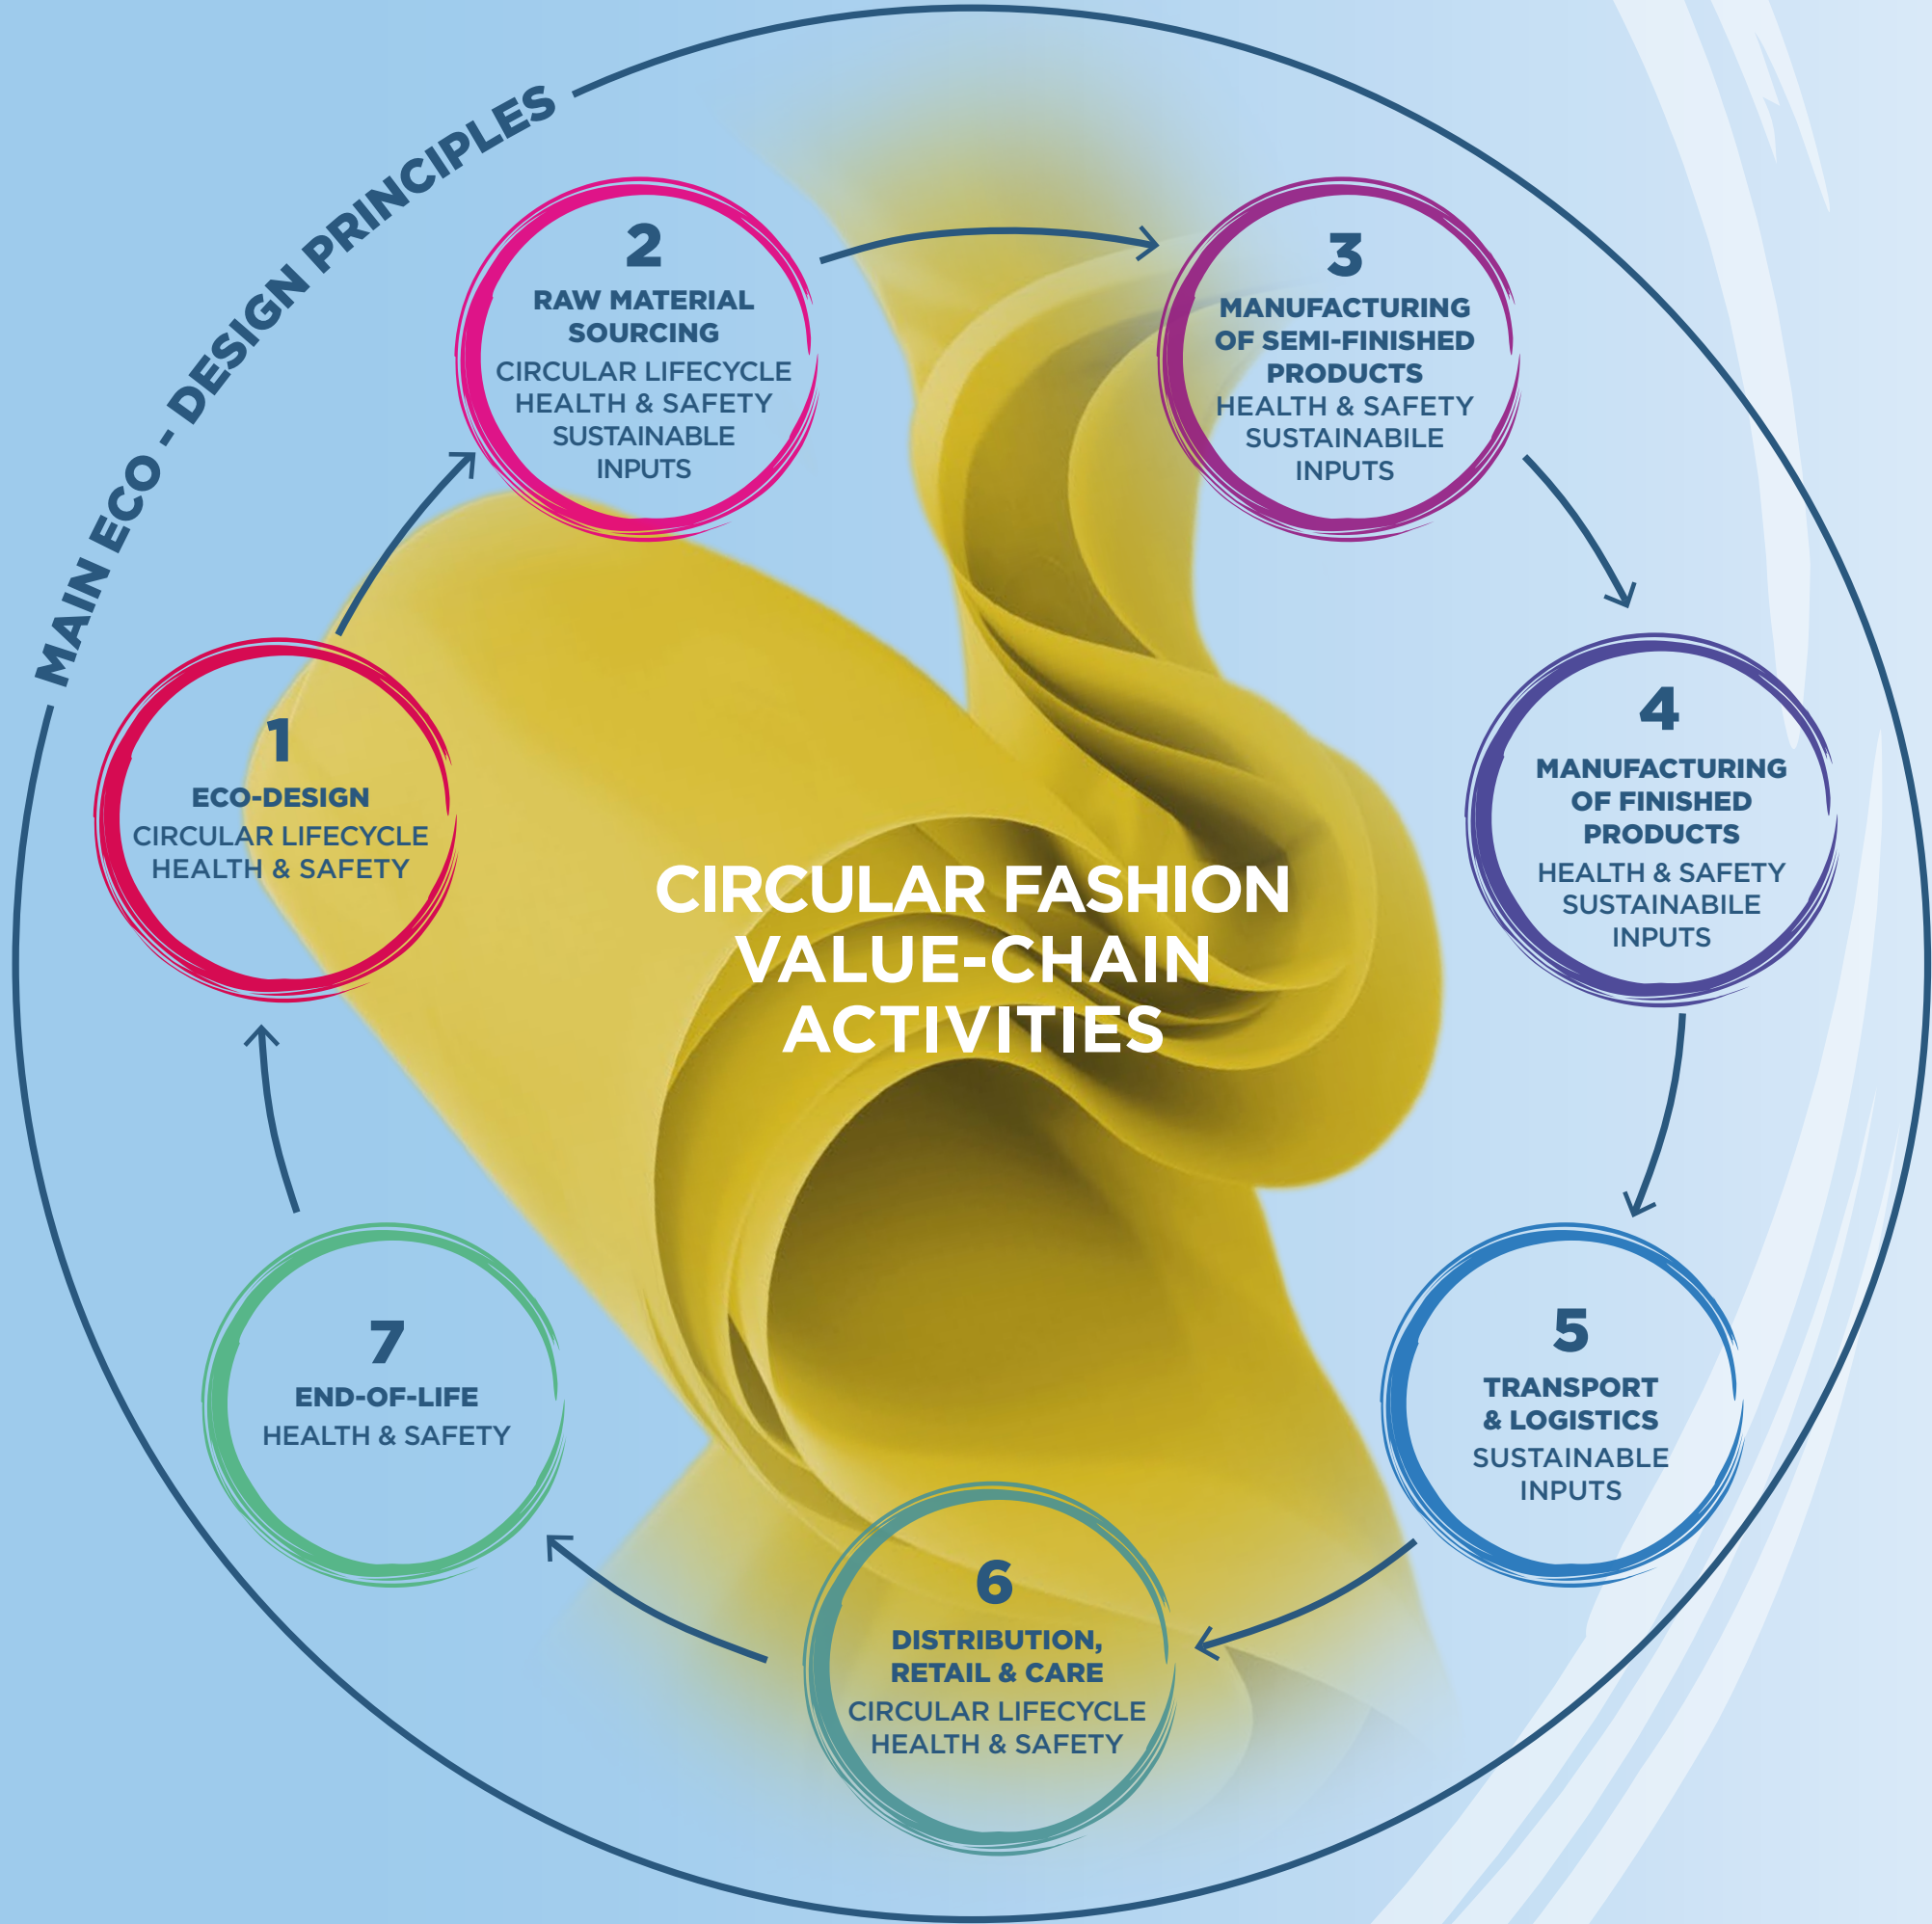 MAIN ECO - DESIGN PRINCIPLES
1
ECO-DESIGN
CIRCULAR LIFECYCLE
HEALTH & SAFETY
2
RAW MATERIAL
SOURCING
CIRCULAR LIFECYCLE
HEALTH & SAFETY
SUSTAINABLE
INPUTS
3
MANUFACTURING
OF SEMI-FINISHED
PRODUCTS
HEALTH & SAFETY
SUSTAINABILE
INPUTS
4
MANUFACTURING
OF FINISHED
PRODUCTS
HEALTH & SAFETY
SUSTAINABILE
INPUTS
5
TRANSPORT
& LOGISTICS
SUSTAINABLE
INPUTS
6
DISTRIBUTION,
RETAIL & CARE
CIRCULAR LIFECYCLE
HEALTH & SAFETY
7
END-OF-LIFE
HEALTH & SAFETY
CIRCULAR FASHION
VALUE-CHAIN
ACTIVITIES